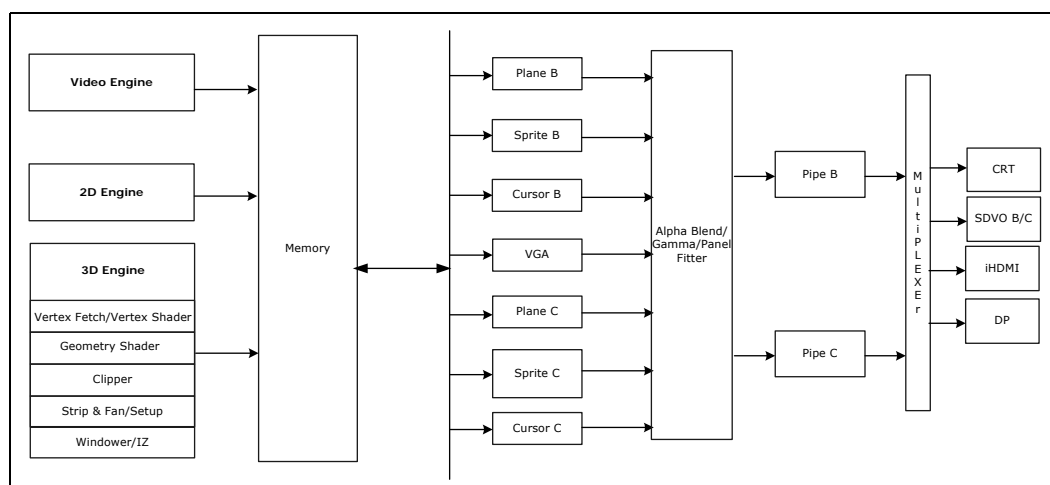 Video Engine
2D Engine
3D Engine
Vertex Fetch/Vertex Shader
Geometry Shader
Clipper
Strip & Fan/Setup
Windower/IZ
Memory
Plane B
Sprite B
Cursor B
VGA
Plane C
Sprite C
Cursor C
Alpha Blend/
Gamma/Panel
Fitter
Pipe B
Pipe C
MultiPLEXEr
CRT
SDVO B/C
iHDMI
DP